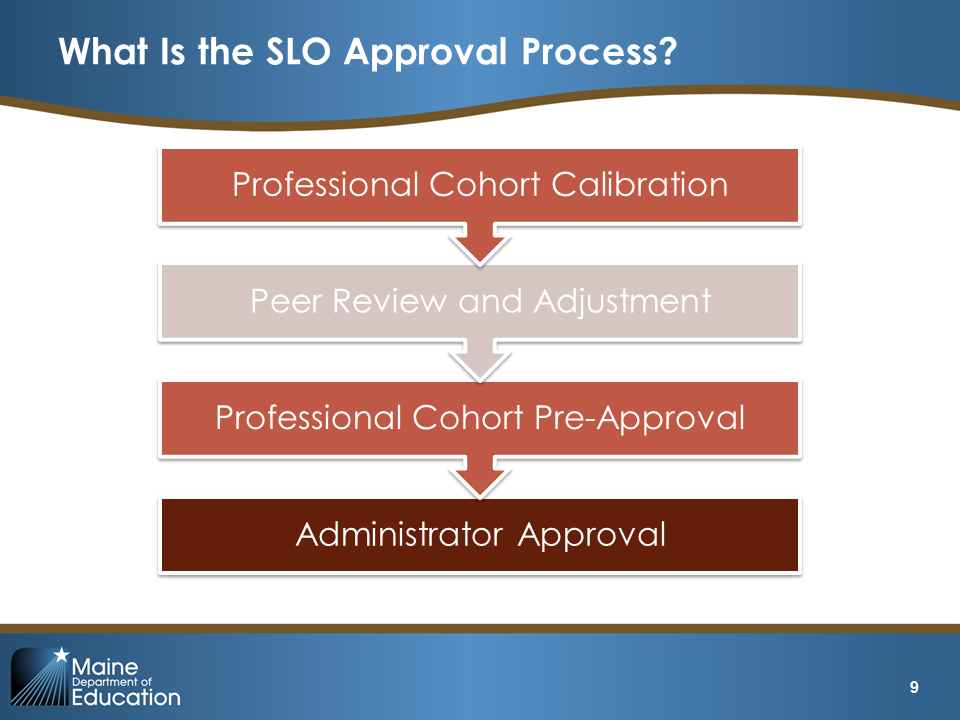 What Is the SLO Approval Process?
Professional Cohort Calibration
Peer Review and Adjustment
Professional Cohort Pre-Approval
Administrator Approval
Maine
Department of
Education
9